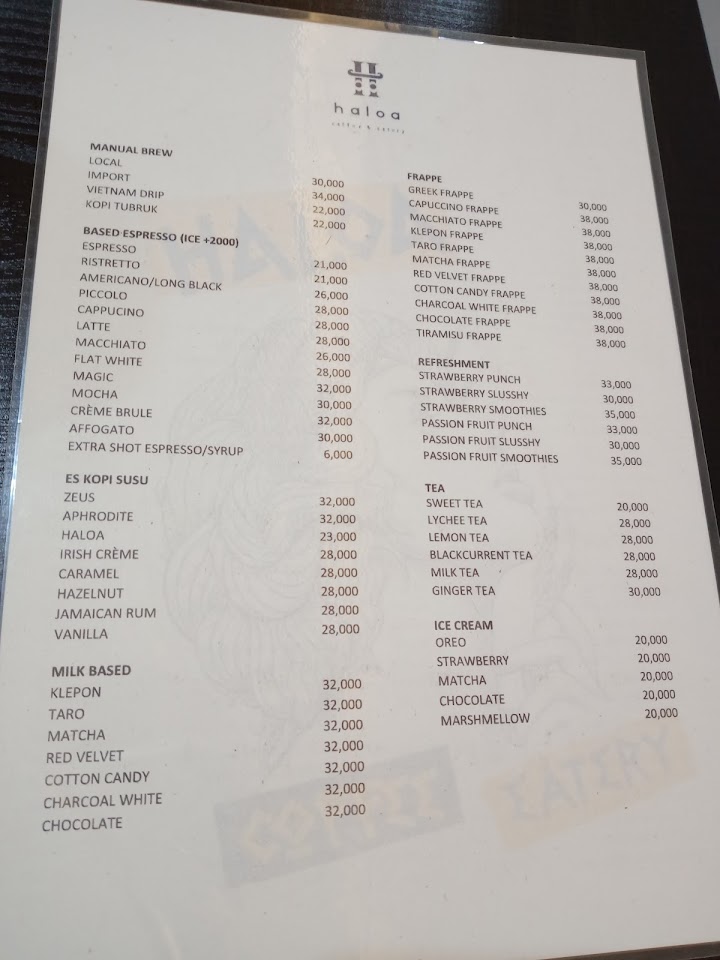 haloa
MANUAL BREW
LOCAL 30,000
IMPORT 34,000
VIETNAM DRIP 22,000
KOPI TUBRUK 22,000
BASED ESPRESSO (ICE +2000)
ESPRESSO 21,000
RISTRETTO 21,000
AMERICANO/LONG BLACK 26,000
PICCOLO 28,000
CAPPUCINO 28,000
LATTE 28,000
MACCHIATO 26,000
FLAT WHITE 28,000
MAGIC 32,000
MOCHA 30,000
CRÈME BRULE 32,000
AFFOGATO 30,000
EXTRA SHOT ESPRESSO/SYRUP 6,000
ES KOPI SUSU
ZEUS 32,000
APHRODITE 32,000
HALOA 23,000
IRISH CRÈME 28,000
CARAMEL 28,000
HAZELNUT 28,000
JAMAICAN RUM 28,000
VANILLA 28,000
MILK BASED
KLEPON 32,000
TARO 32,000
MATCHA 32,000
RED VELVET 32,000
COTTON CANDY 32,000
CHARCOAL WHITE 32,000
CHOCOLATE 32,000
FRAPPE
GREEK FRAPPE 30,000
CAPUCCINO FRAPPE 38,000
MACCHIATO FRAPPE 38,000
KLEPON FRAPPE 38,000
TARO FRAPPE 38,000
MATCHA FRAPPE 38,000
RED VELVET FRAPPE 38,000
COTTON CANDY FRAPPE 38,000
CHARCOAL WHITE FRAPPE 38,000
CHOCOLATE FRAPPE 38,000
TIRAMISU FRAPPE 38,000
REFRESHMENT
STRAWBERRY PUNCH 33,000
STRAWBERRY SLUSSHY 30,000
STRAWBERRY SMOOTHIES 35,000
PASSION FRUIT PUNCH 33,000
PASSION FRUIT SLUSSHY 30,000
PASSION FRUIT SMOOTHIES 35,000
TEA
SWEET TEA 20,000
LYCHEE TEA 28,000
LEMON TEA 28,000
BLACKCURRENT TEA 28,000
MILK TEA 28,000
GINGER TEA 30,000
ICE CREAM
OREO 20,000
STRAWBERRY 20,000
MATCHA 20,000
CHOCOLATE 20,000
MARSHMELLOW 20,000